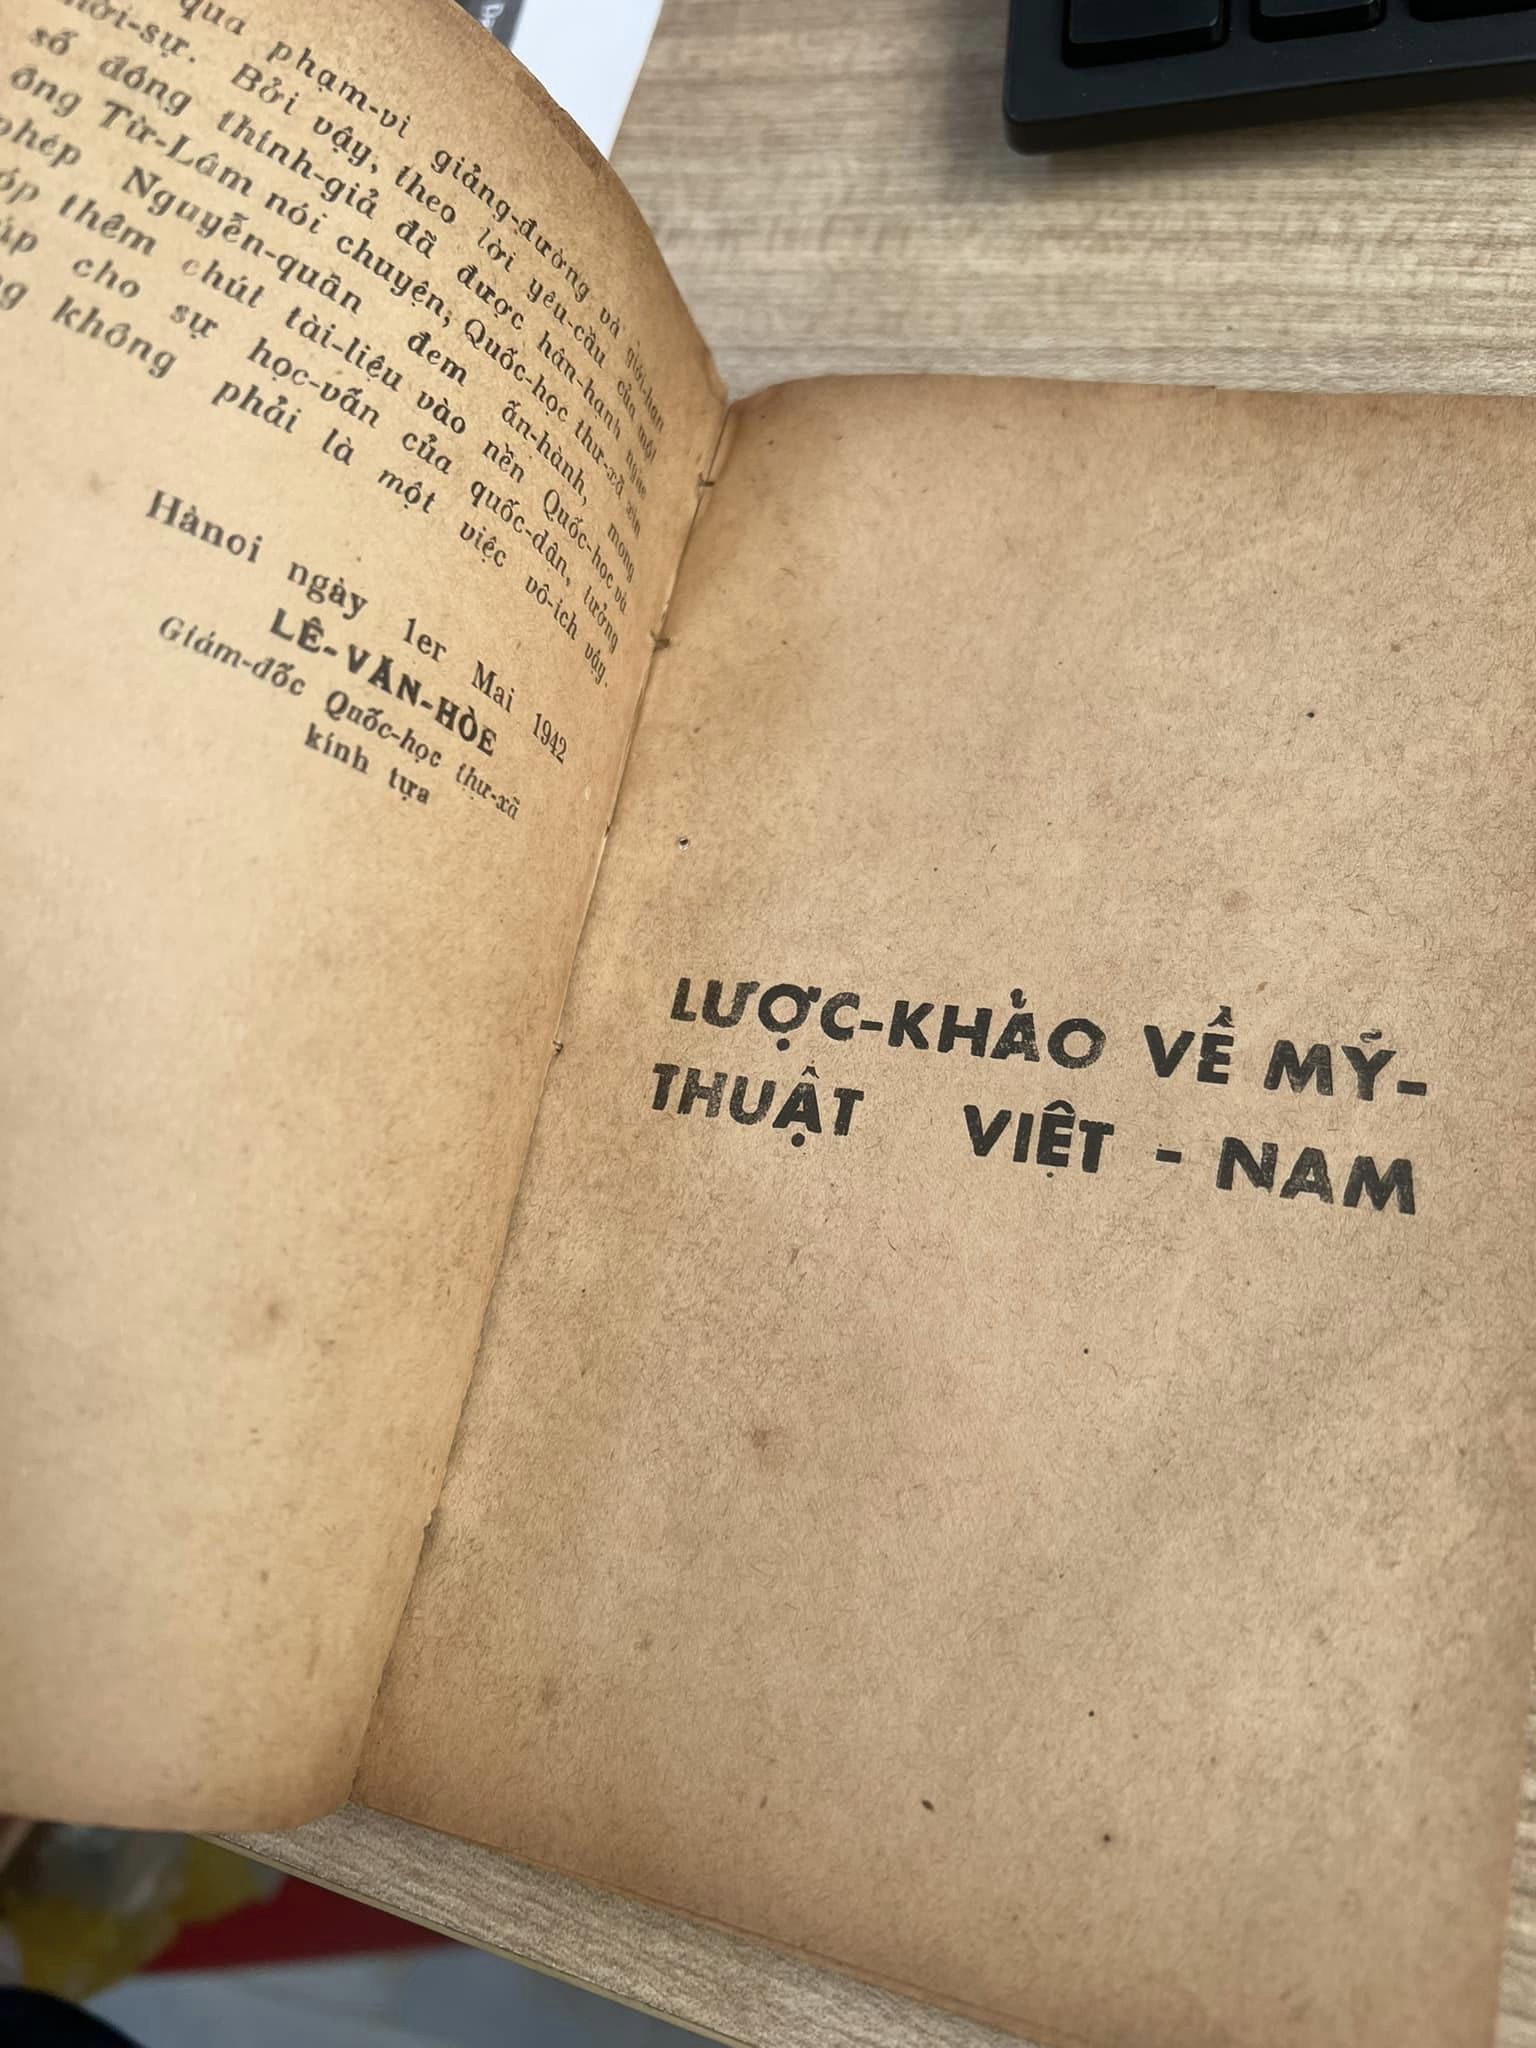 qua phạm-vi giảng-đường và giới-hạn
thời-sự. Bởi vậy, theo lời yêu-cầu của một
số đông thính-giả đã được hân-hạnh nghe
ông Từ-Lâm nói chuyện, Quốc-học thư-xã xin
phép Nguyễn-quân đem ấn-hành, mong
thêm chút tài-liệu vào nền Quốc-học và
cho sự học-vấn của quốc-dân, tưởng
không phải là một việc vô-ích vậy.
Hànoi ngày 1er Mai 1942
LÊ-VĂN-HÒE
Giám-đốc Quốc-học thư-xã
kính tựa
LƯỢC-KHẢO VỀ MỸ-
THUẬT VIỆT - NAM